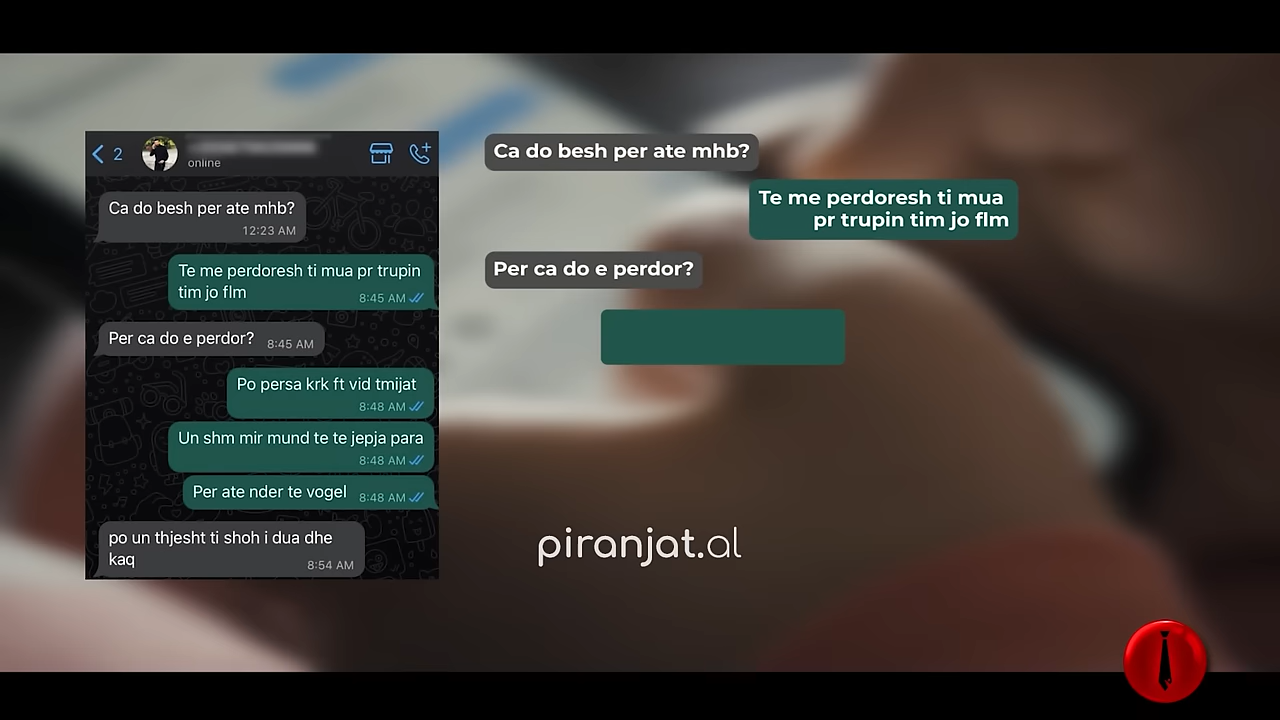 2
online
Ca do besh per ate mhb?
12:23 AM
Te me perdoresh ti mua pr trupin
tim jo flm
8:45 AM
Per ca do e perdor?
8:45 AM
Po persa krk ft vid tmijat
8:48 AM
Un shm mir mund te te jepja para
8:48 AM
Per ate nder te vogel
8:48 AM
po un thjesht ti shoh i dua dhe
kaq
8:54 AM
Ca do besh per ate mhb?
Te me perdoresh ti mua
pr trupin tim jo flm
Per ca do e perdor?
piranjat.al